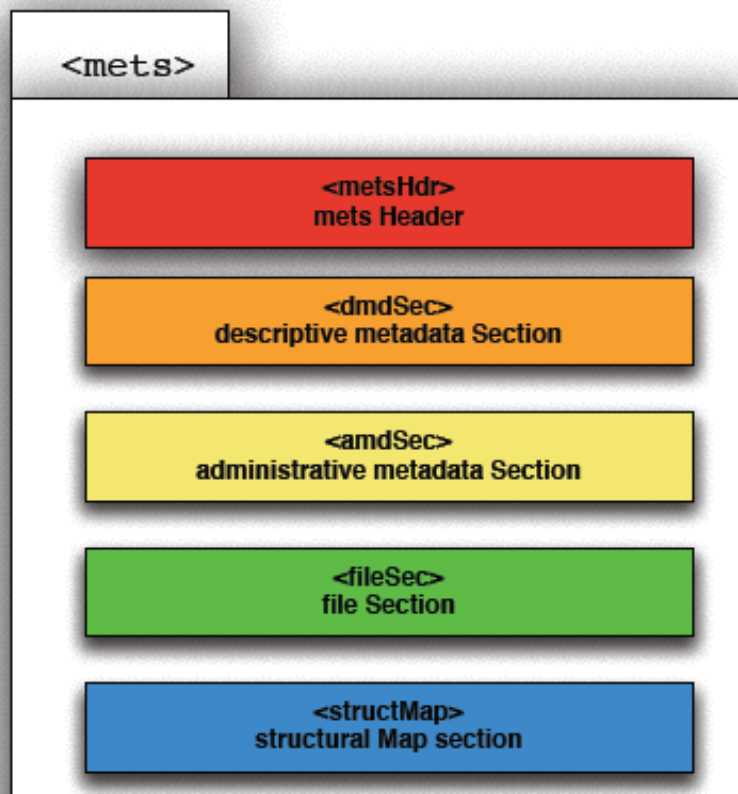 <mets>
<metsHdr>
mets Header
<dmdSec>
descriptive metadata Section
<amdSec>
administrative metadata Section
<fileSec>
file Section
<structMap>
structural Map section